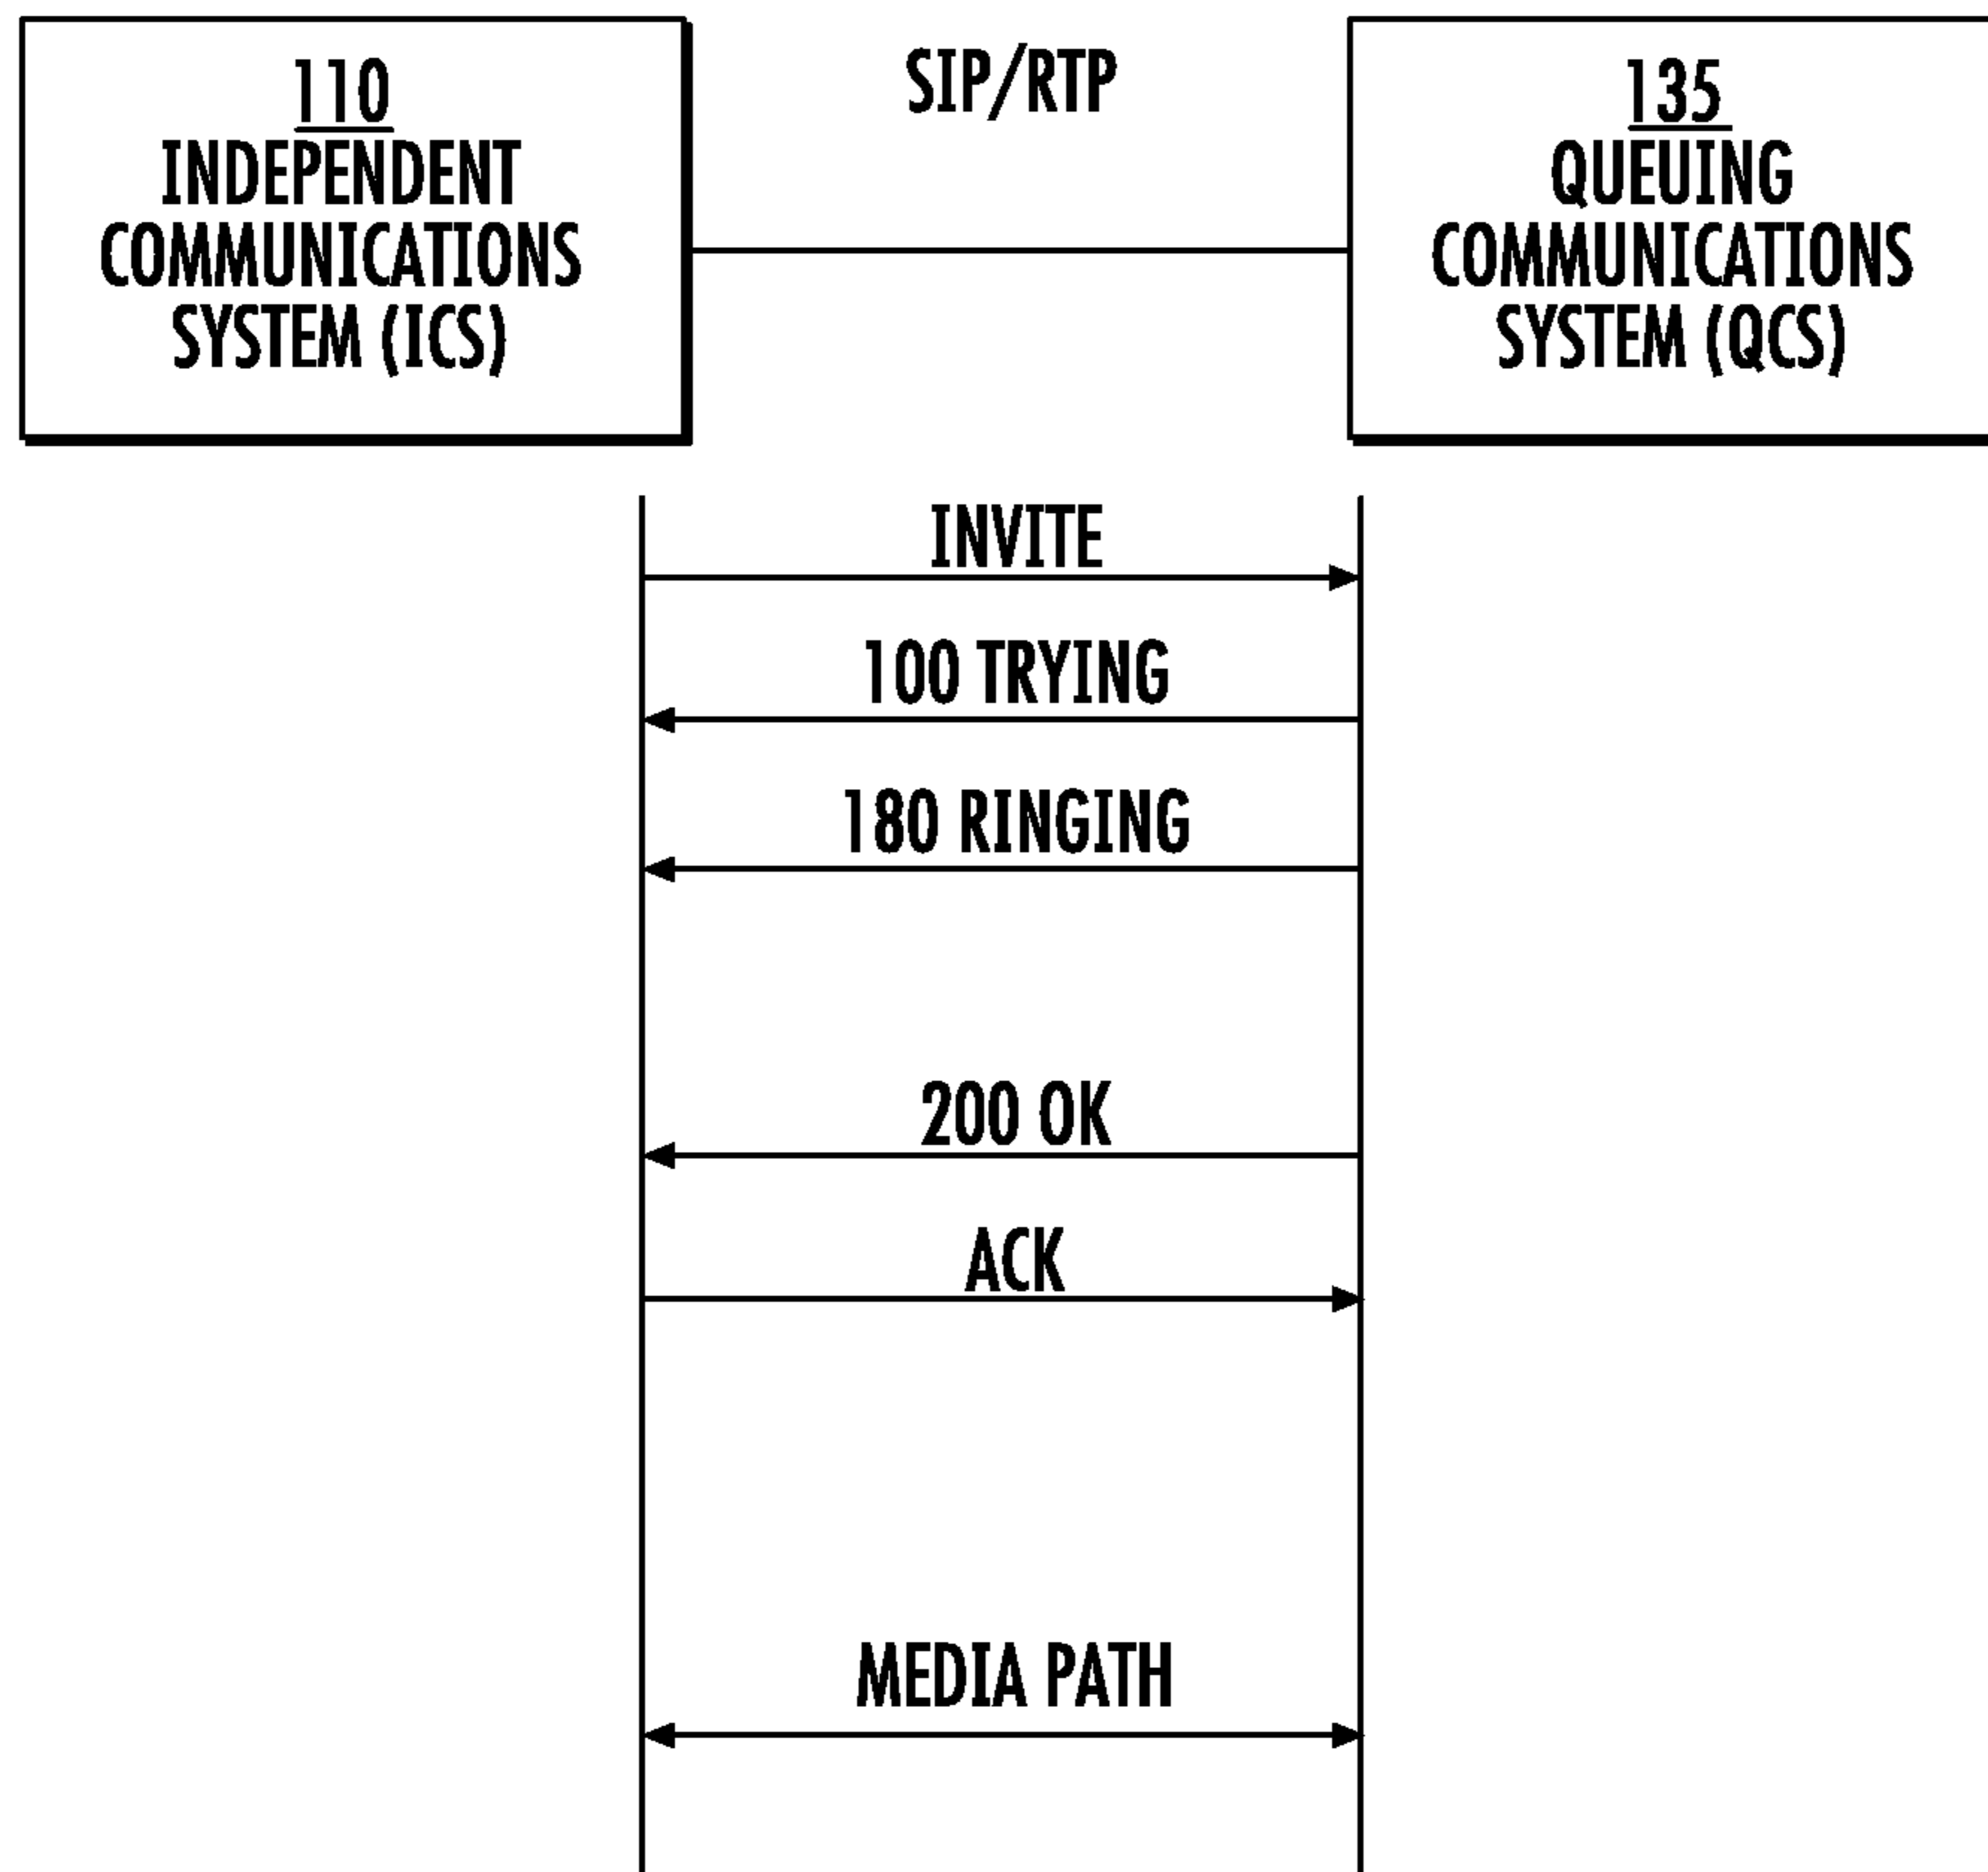 110
INDEPENDENT
COMMUNICATIONS
SYSTEM (ICS)
SIP/RTP
135
QUEUING
COMMUNICATIONS
SYSTEM (QCS)
INVITE
100 TRYING
180 RINGING
200 OK
ACK
MEDIA PATH